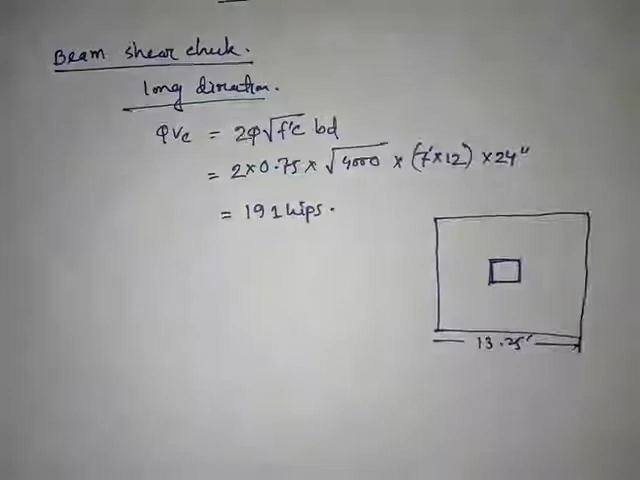 Beam shear check.
long direction.
φVc = 2φ√f'c bd
= 2×0.75×√4000 × (7'×12) ×24"
= 191 kips.
13.25'